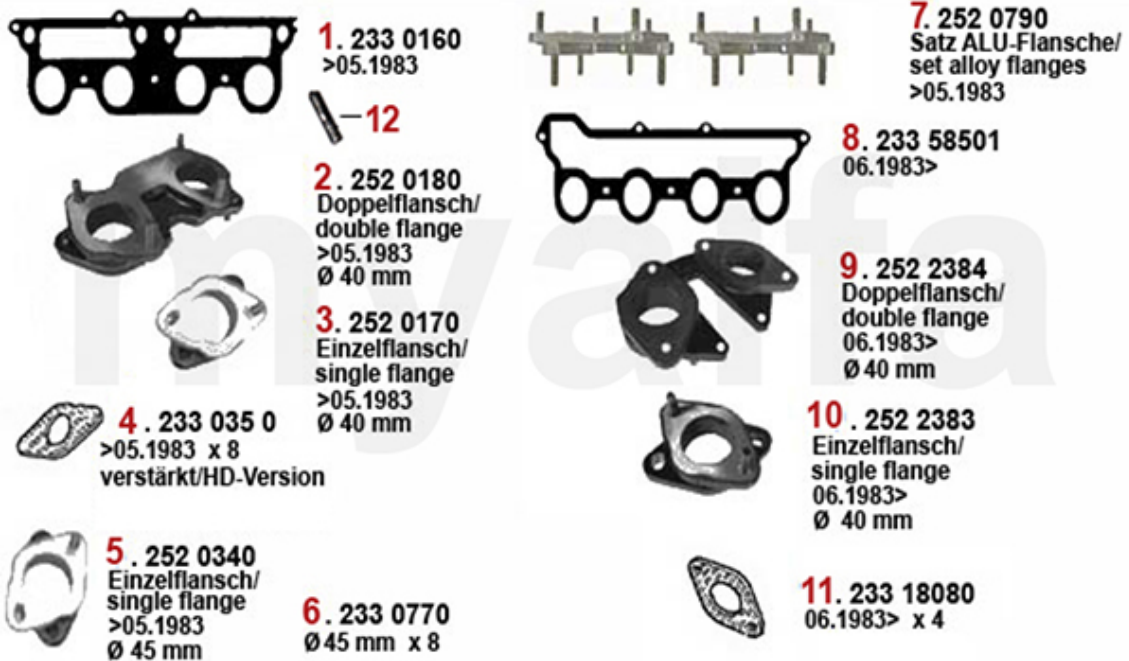 1. 233 0160
>05.1983
12
2. 252 0180
Doppelflansch/
double flange
>05.1983
Ø 40 mm
3. 252 0170
Einzelflansch/
single flange
>05.1983
Ø 40 mm
4. 233 035 0
>05.1983 x 8
verstärkt/HD-Version
5. 252 0340
Einzelflansch/
single flange
>05.1983
Ø 45 mm
6. 233 0770
Ø 45 mm x 8
7. 252 0790
Satz ALU-Flansche/
set alloy flanges
>05.1983
8. 233 58501
06.1983>
9. 252 2384
Doppelflansch/
double flange
06.1983>
Ø 40 mm
10. 252 2383
Einzelflansch/
single flange
06.1983>
Ø 40 mm
11. 233 18080
06.1983> x 4
myalfa